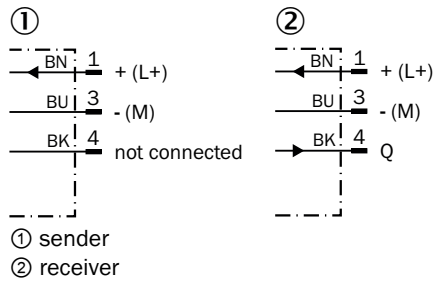 ① ②
BN 1 + (L+)
BU 3 - (M)
BK 4 not connected
BN 1 + (L+)
BU 3 - (M)
BK 4 Q
① sender
② receiver